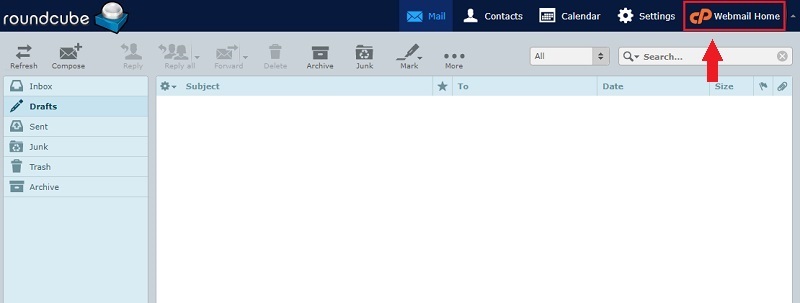 roundcube
Mail Contacts Calendar Settings cP Webmail Home
Refresh Compose Reply Reply all Forward Delete Archive Junk Mark More
All Search...
Inbox
Drafts
Sent
Junk
Trash
Archive
Subject To Date Size